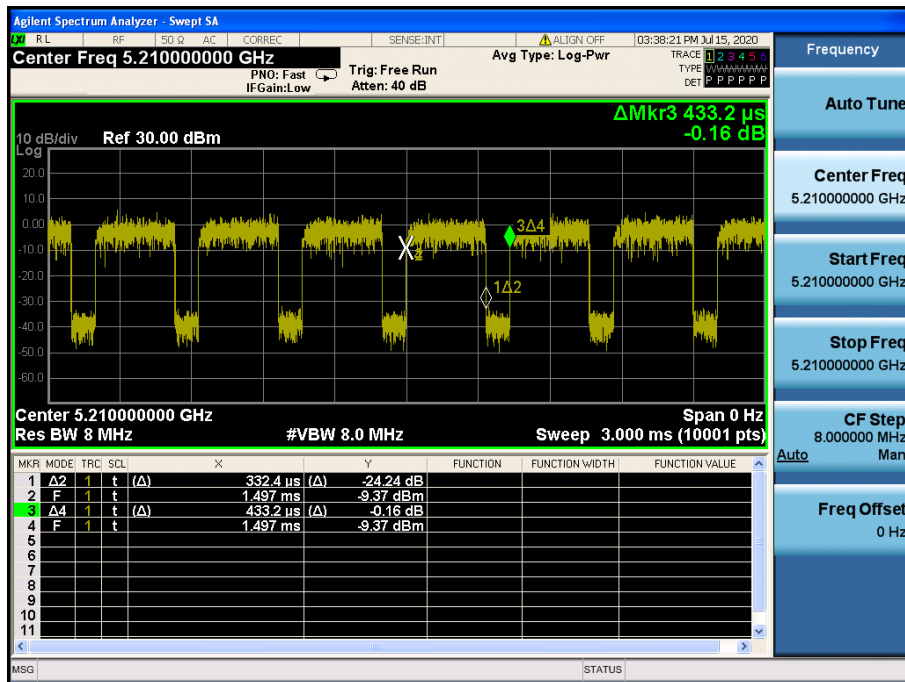 Agilent Spectrum Analyzer - Swept SA
LXI RL RF 50 Ω AC CORREC SENSE:INT ALIGN OFF 03:38:21 PM Jul 15, 2020
Center Freq 5.210000000 GHz
PNO: Fast
IFGain:Low
Trig: Free Run
Atten: 40 dB
Avg Type: Log-Pwr
TRACE 1 2 3 4 5 6
TYPE WWWWWW
DET P P P P P P
ΔMkr3 433.2 µs
-0.16 dB
10 dB/div Ref 30.00 dBm
Log
20.0
10.0
0.00
-10.0
-20.0
-30.0
-40.0
-50.0
-60.0
3Δ4
1Δ2
Center 5.210000000 GHz Span 0 Hz
Res BW 8 MHz #VBW 8.0 MHz Sweep 3.000 ms (10001 pts)
MKR MODE TRC SCL X Y FUNCTION FUNCTION WIDTH FUNCTION VALUE
1 Δ2 1 t (Δ) 332.4 µs (Δ) -24.24 dB
2 F 1 t 1.497 ms -9.37 dBm
3 Δ4 1 t (Δ) 433.2 µs (Δ) -0.16 dB
4 F 1 t 1.497 ms -9.37 dBm
5
6
7
8
9
10
11
MSG STATUS
Frequency
Auto Tune
Center Freq
5.210000000 GHz
Start Freq
5.210000000 GHz
Stop Freq
5.210000000 GHz
CF Step
8.000000 MHz
Auto Man
Freq Offset
0 Hz